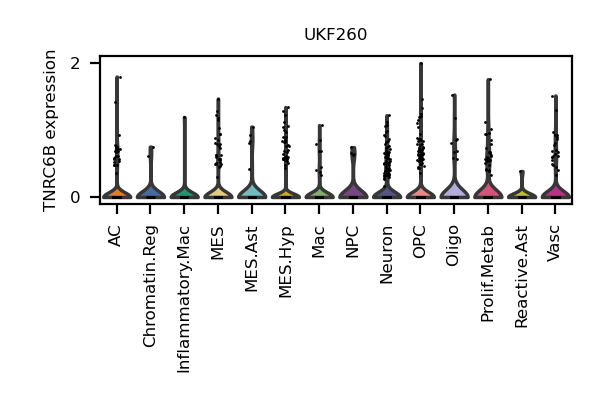 UKF260
TNRC6B expression
2
0
AC
Chromatin.Reg
Inflammatory.Mac
MES
MES.Ast
MES.Hyp
Mac
NPC
Neuron
OPC
Oligo
Prolif.Metab
Reactive.Ast
Vasc